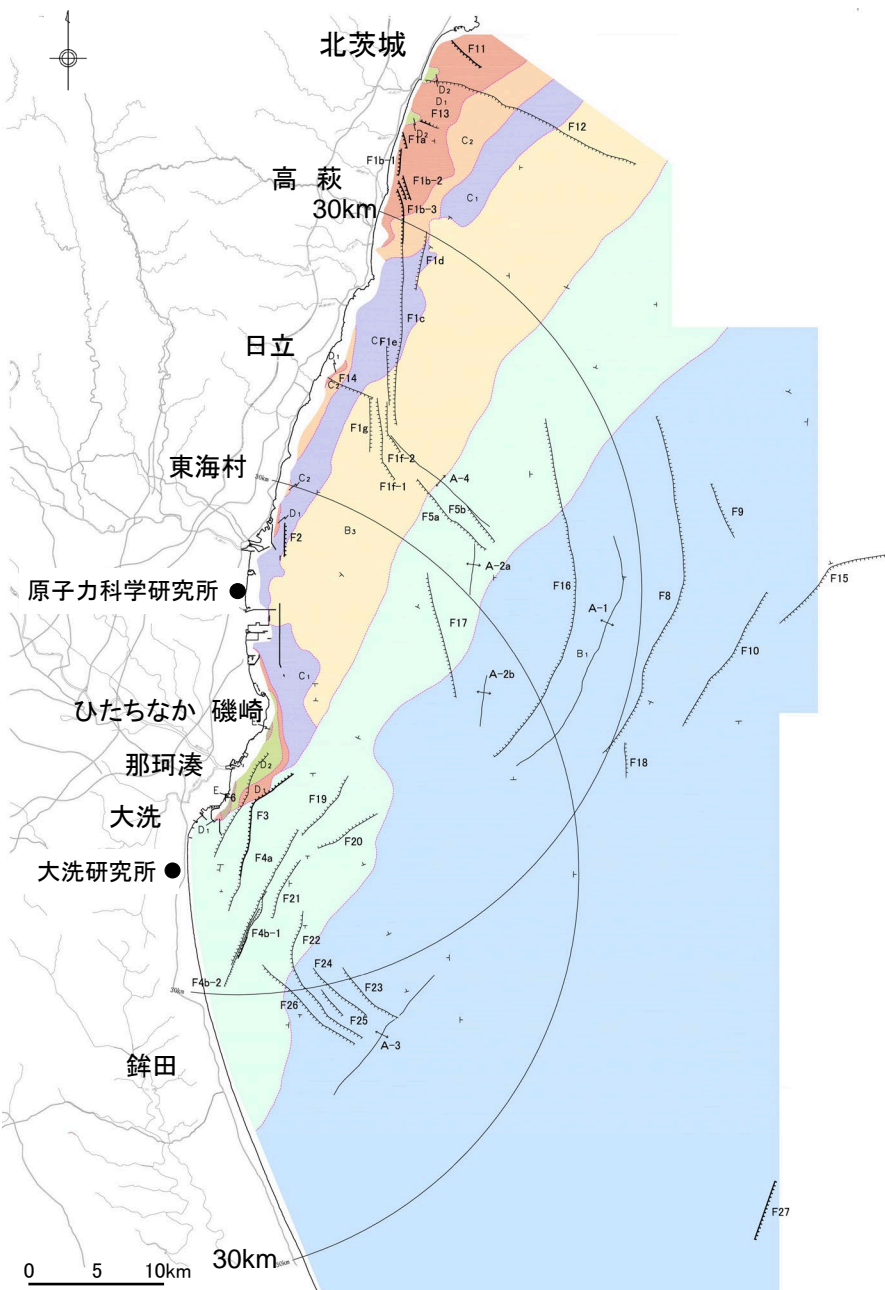 北茨城
F11
D2
D1
F13
D2
F12
F1a
C2
F1b-1
高 萩
F1b-2
C1
F1b-3
30km
F1d
F1c
日立
C
F1e
D1
F14
C2
F1g
F1f-2
東海村
30km
A-4
F1f-1
C2
F9
D1
F5a
F5b
F2
B3
A-2a
F15
原子力科学研究所
F16
F8
F17
A-1
F10
B1
C1
A-2b
ひたちなか 磯崎
那珂湊
D2
F18
E
F6
D1
F19
大洗
F3
D1
F20
F4a
大洗研究所
F21
F4b-1
F22
F24
F4b-2
F23
30km
F26
F25
A-3
鉾田
F27
30km
30km
0 5 10km